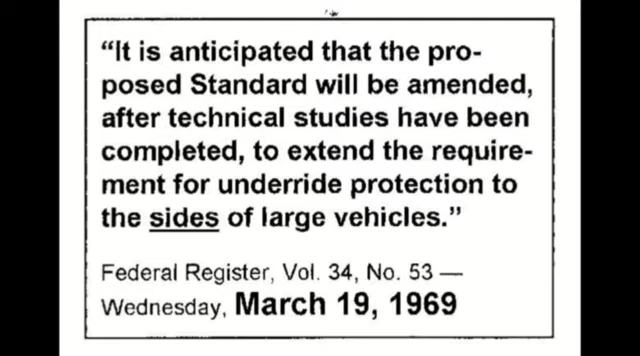 “It is anticipated that the pro-
posed Standard will be amended,
after technical studies have been
completed, to extend the require-
ment for underride protection to
the sides of large vehicles.”
Federal Register, Vol. 34, No. 53 —
Wednesday, March 19, 1969